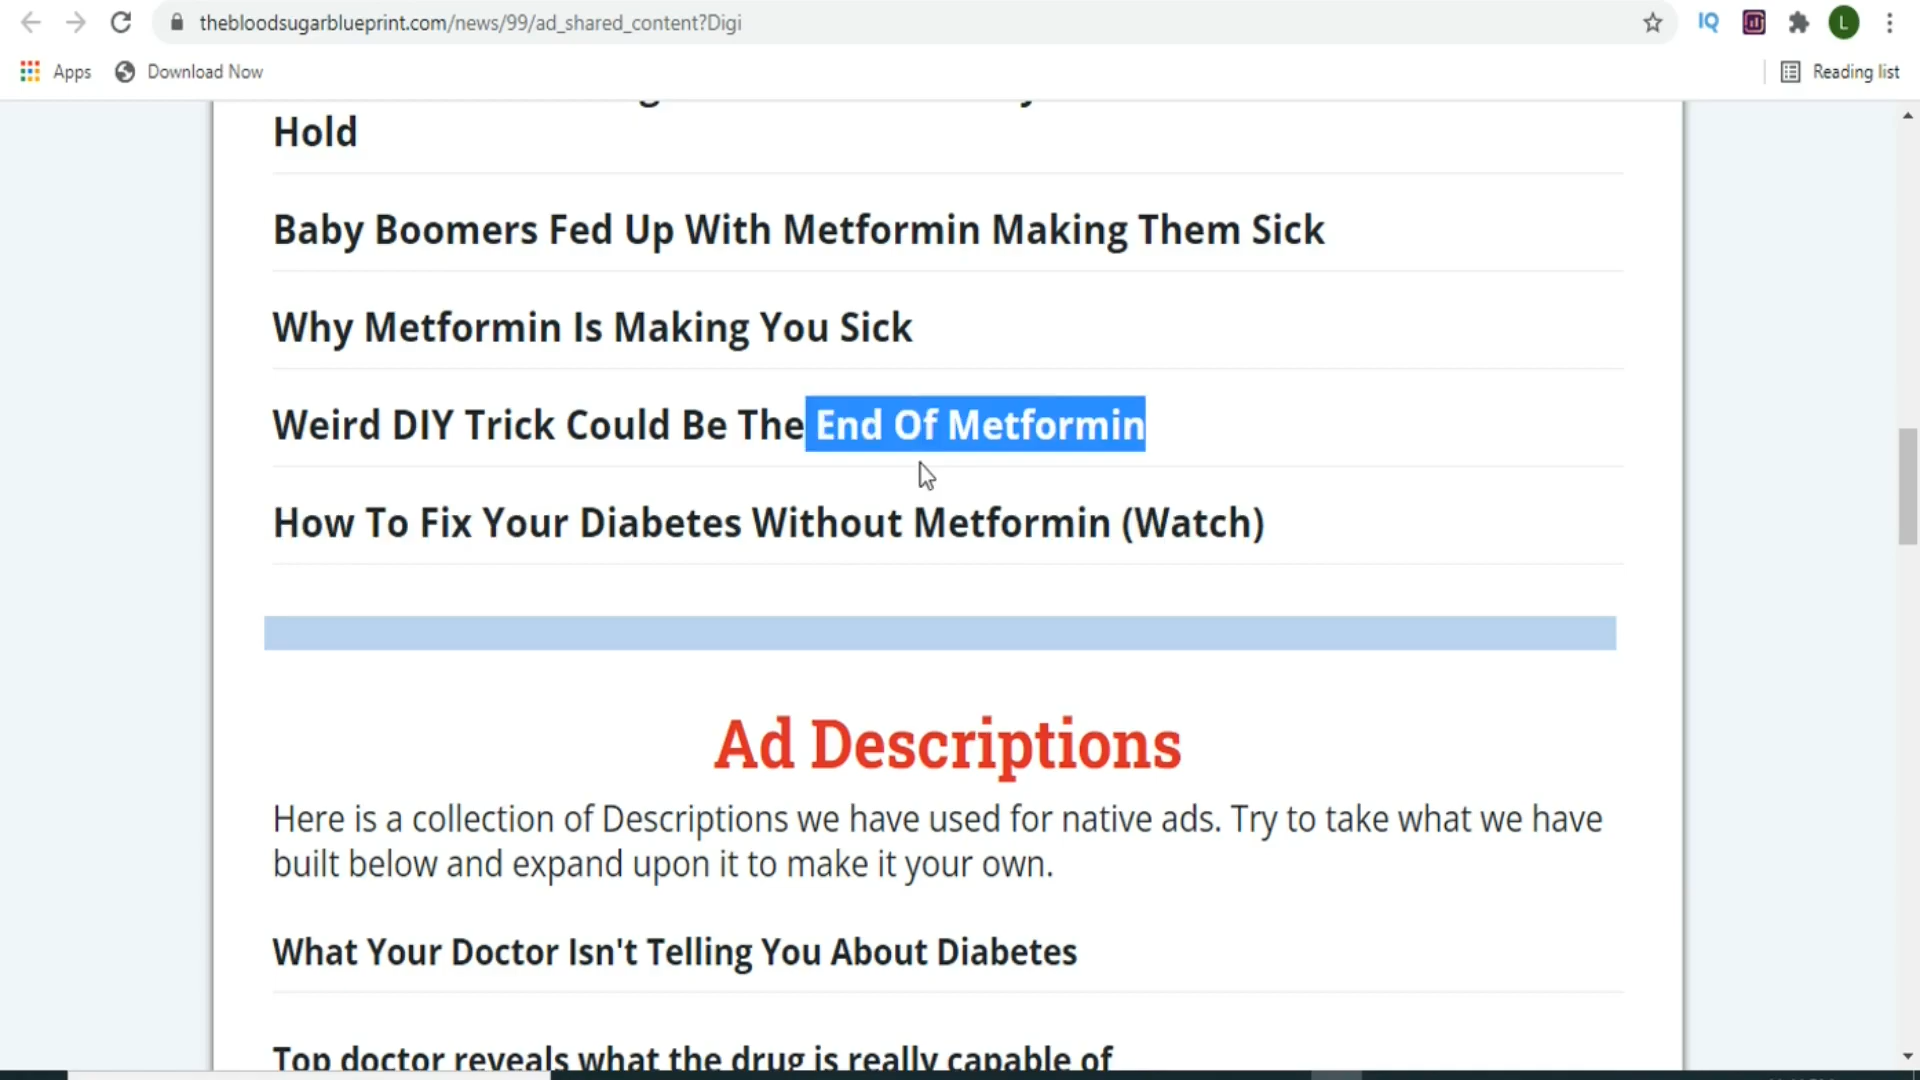 thebloodsugarblueprint.com/news/99/ad_shared_content?Digi
IQ
L
Apps
Download Now
Reading list
Hold
Baby Boomers Fed Up With Metformin Making Them Sick
Why Metformin Is Making You Sick
Weird DIY Trick Could Be The End Of Metformin
How To Fix Your Diabetes Without Metformin (Watch)
Ad Descriptions
Here is a collection of Descriptions we have used for native ads. Try to take what we have
built below and expand upon it to make it your own.
What Your Doctor Isn't Telling You About Diabetes
Top doctor reveals what the drug is really capable of